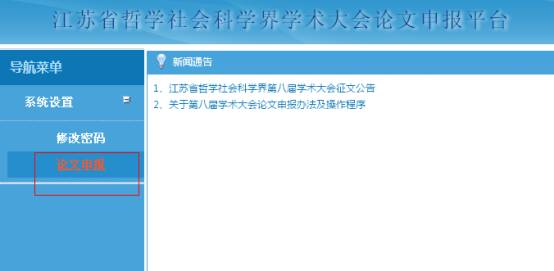 江苏省哲学社会科学界学术大会论文申报平台
导航菜单
系统设置
修改密码
论文申报
新闻通告
1、江苏省哲学社会科学界第八届学术大会征文公告
2、关于第八届学术大会论文申报办法及操作程序